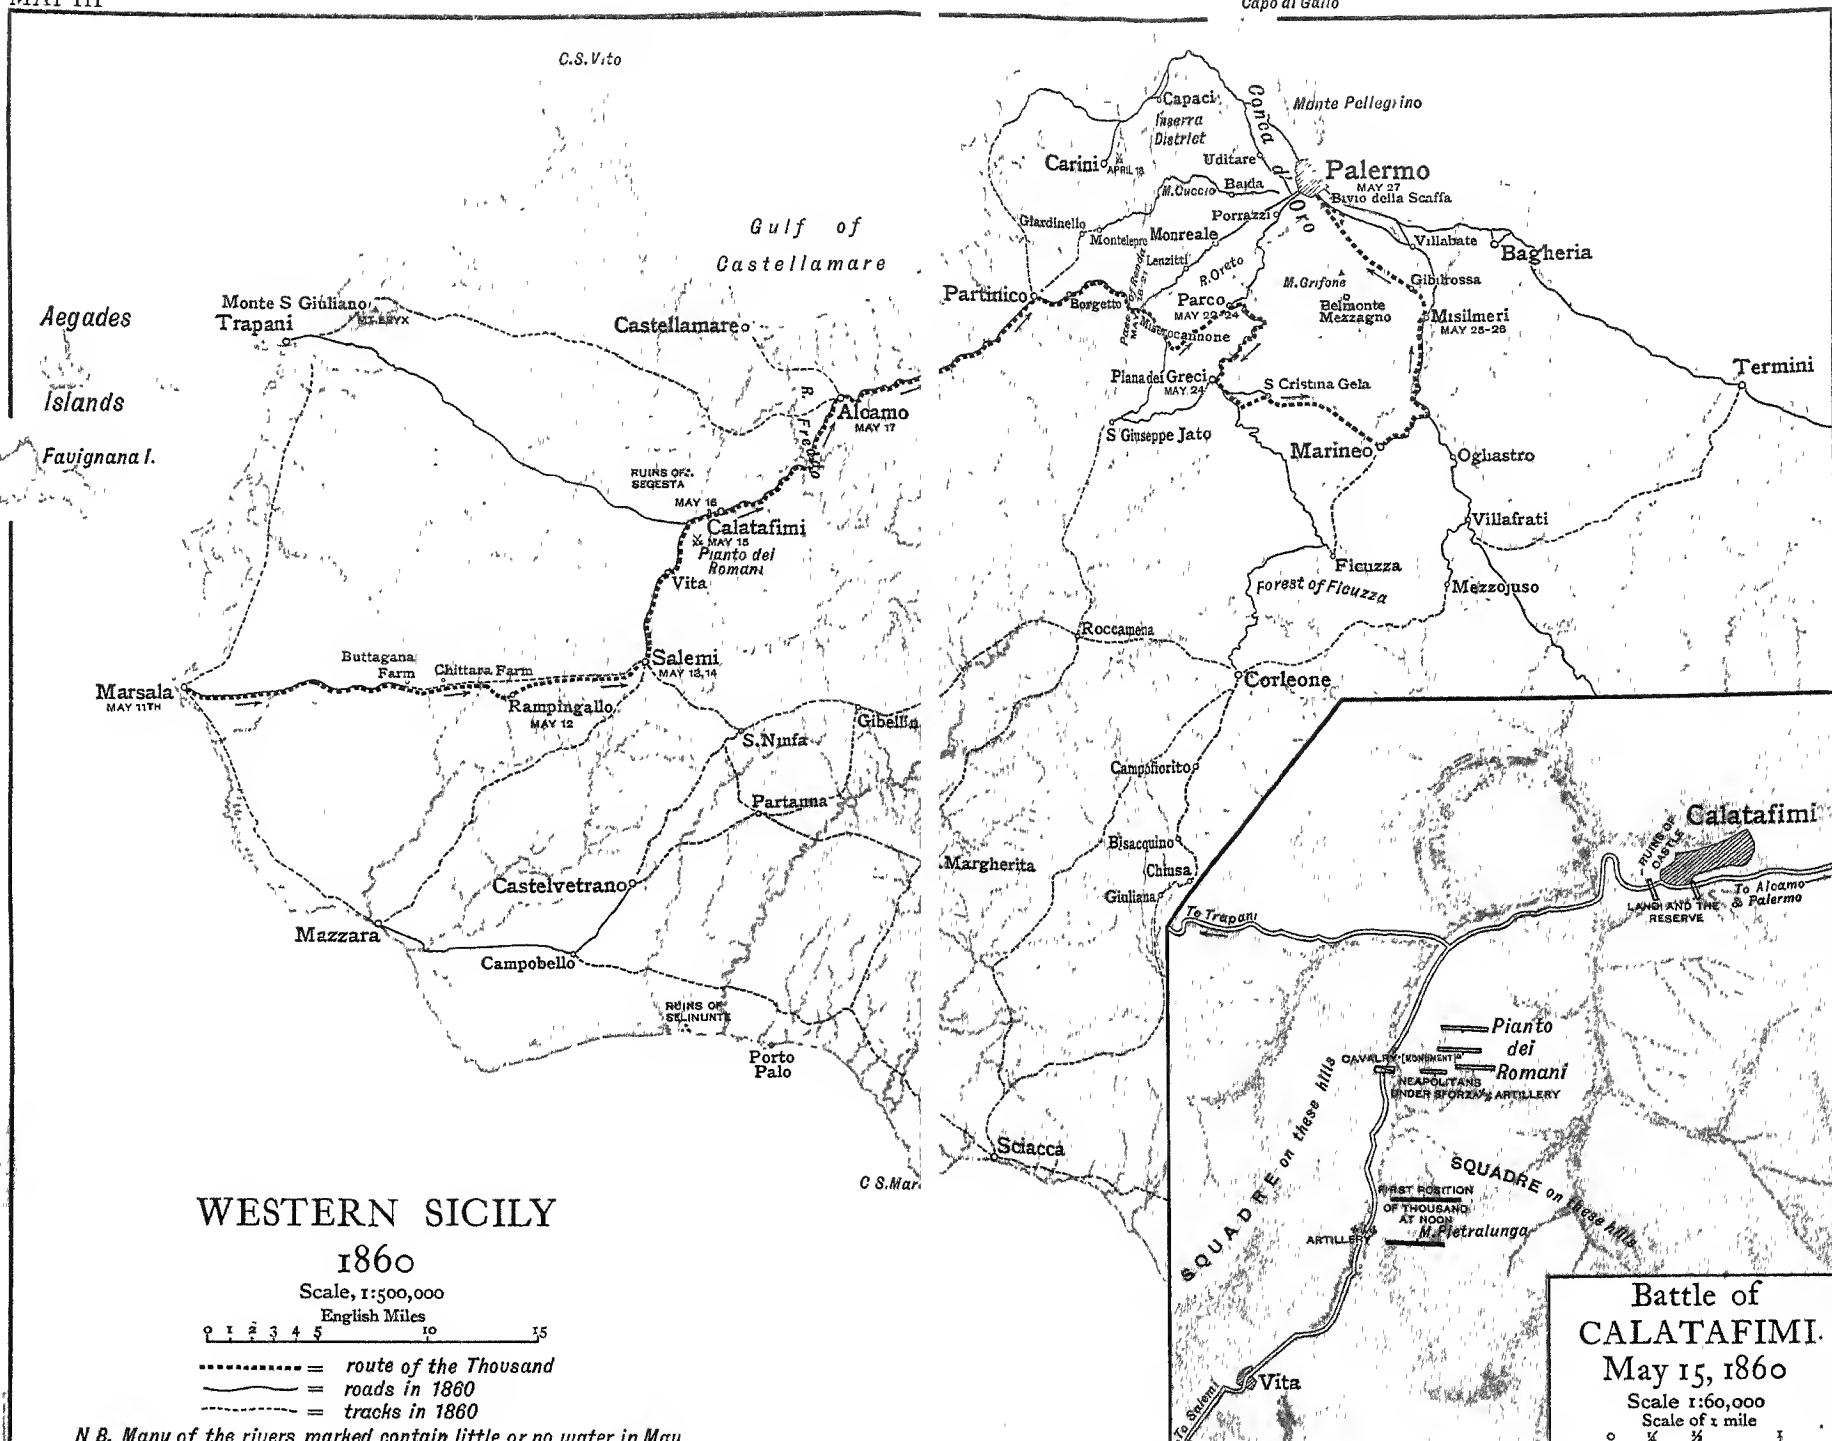 MAP III
Capo di Gallo
C.S.Vito
Capaci
Inserra
District
Conca d' Oro
Monte Pellegrino
Carini
APRIL 18
Uditare
Palermo
MAY 27
Bivio della Scaffa
M.Cuccio
Baida
Porrazzi
Giardinello
Montelepre
Monreale
Lenzitti
R.Oreto
Villabate
Bagheria
Gulf of
Castellamare
Aegades
Islands
Favignana I.
Monte S Giuliano
MT. ERYX
Trapani
Castellamare
Partinico
Borgetto
Parco
MAY 22-24
Misero cannone
M.Grifone
Gibilrossa
Belmonte
Mezzagno
Misilmeri
MAY 25-26
Termini
Piana dei Greci
MAY 24
S Cristina Gela
R. Freddo
Alcamo
MAY 17
S Giuseppe Jato
Marineo
Ogliastro
RUINS OF
SEGESTA
MAY 16
Calatafimi
MAY 15
Pianto dei
Romani
Vita
Villafrati
Ficuzza
Forest of Ficuzza
Mezzojuso
Roccamena
Corleone
Buttagana
Farm
Chittara Farm
Salemi
MAY 13,14
Marsala
MAY 11TH
Rampingallo
MAY 12
Gibellin
S.Ninfa
Partanna
Campofiorito
Bisacquino
Chiusa
Giuliana
Margherita
Castelvetrano
Mazzara
Campobello
RUINS OF
SELINUNTE
Porto
Palo
Sciacca
C S.Mar
Calatafimi
RUINS OF
CASTLE
To Alcamo
& Palermo
LANDI AND THE
RESERVE
To Trapani
Pianto
dei
Romani
CAVALRY
[MONUMENT]
NEAPOLITANS
UNDER SFORZA
ARTILLERY
SQUADRE on these hills
SQUADRE on these hills
FIRST POSITION
OF THOUSAND
AT NOON
M.Pietralunga
ARTILLERY
Vita
To Salemi
WESTERN SICILY
1860
Scale, 1:500,000
English Miles
0 1 2 3 4 5 10 15
= route of the Thousand
= roads in 1860
= tracks in 1860
N B. Many of the rivers marked contain little or no water in May
Battle of
CALATAFIMI.
May 15, 1860
Scale 1:60,000
Scale of 1 mile
0 ¼ ½ 1